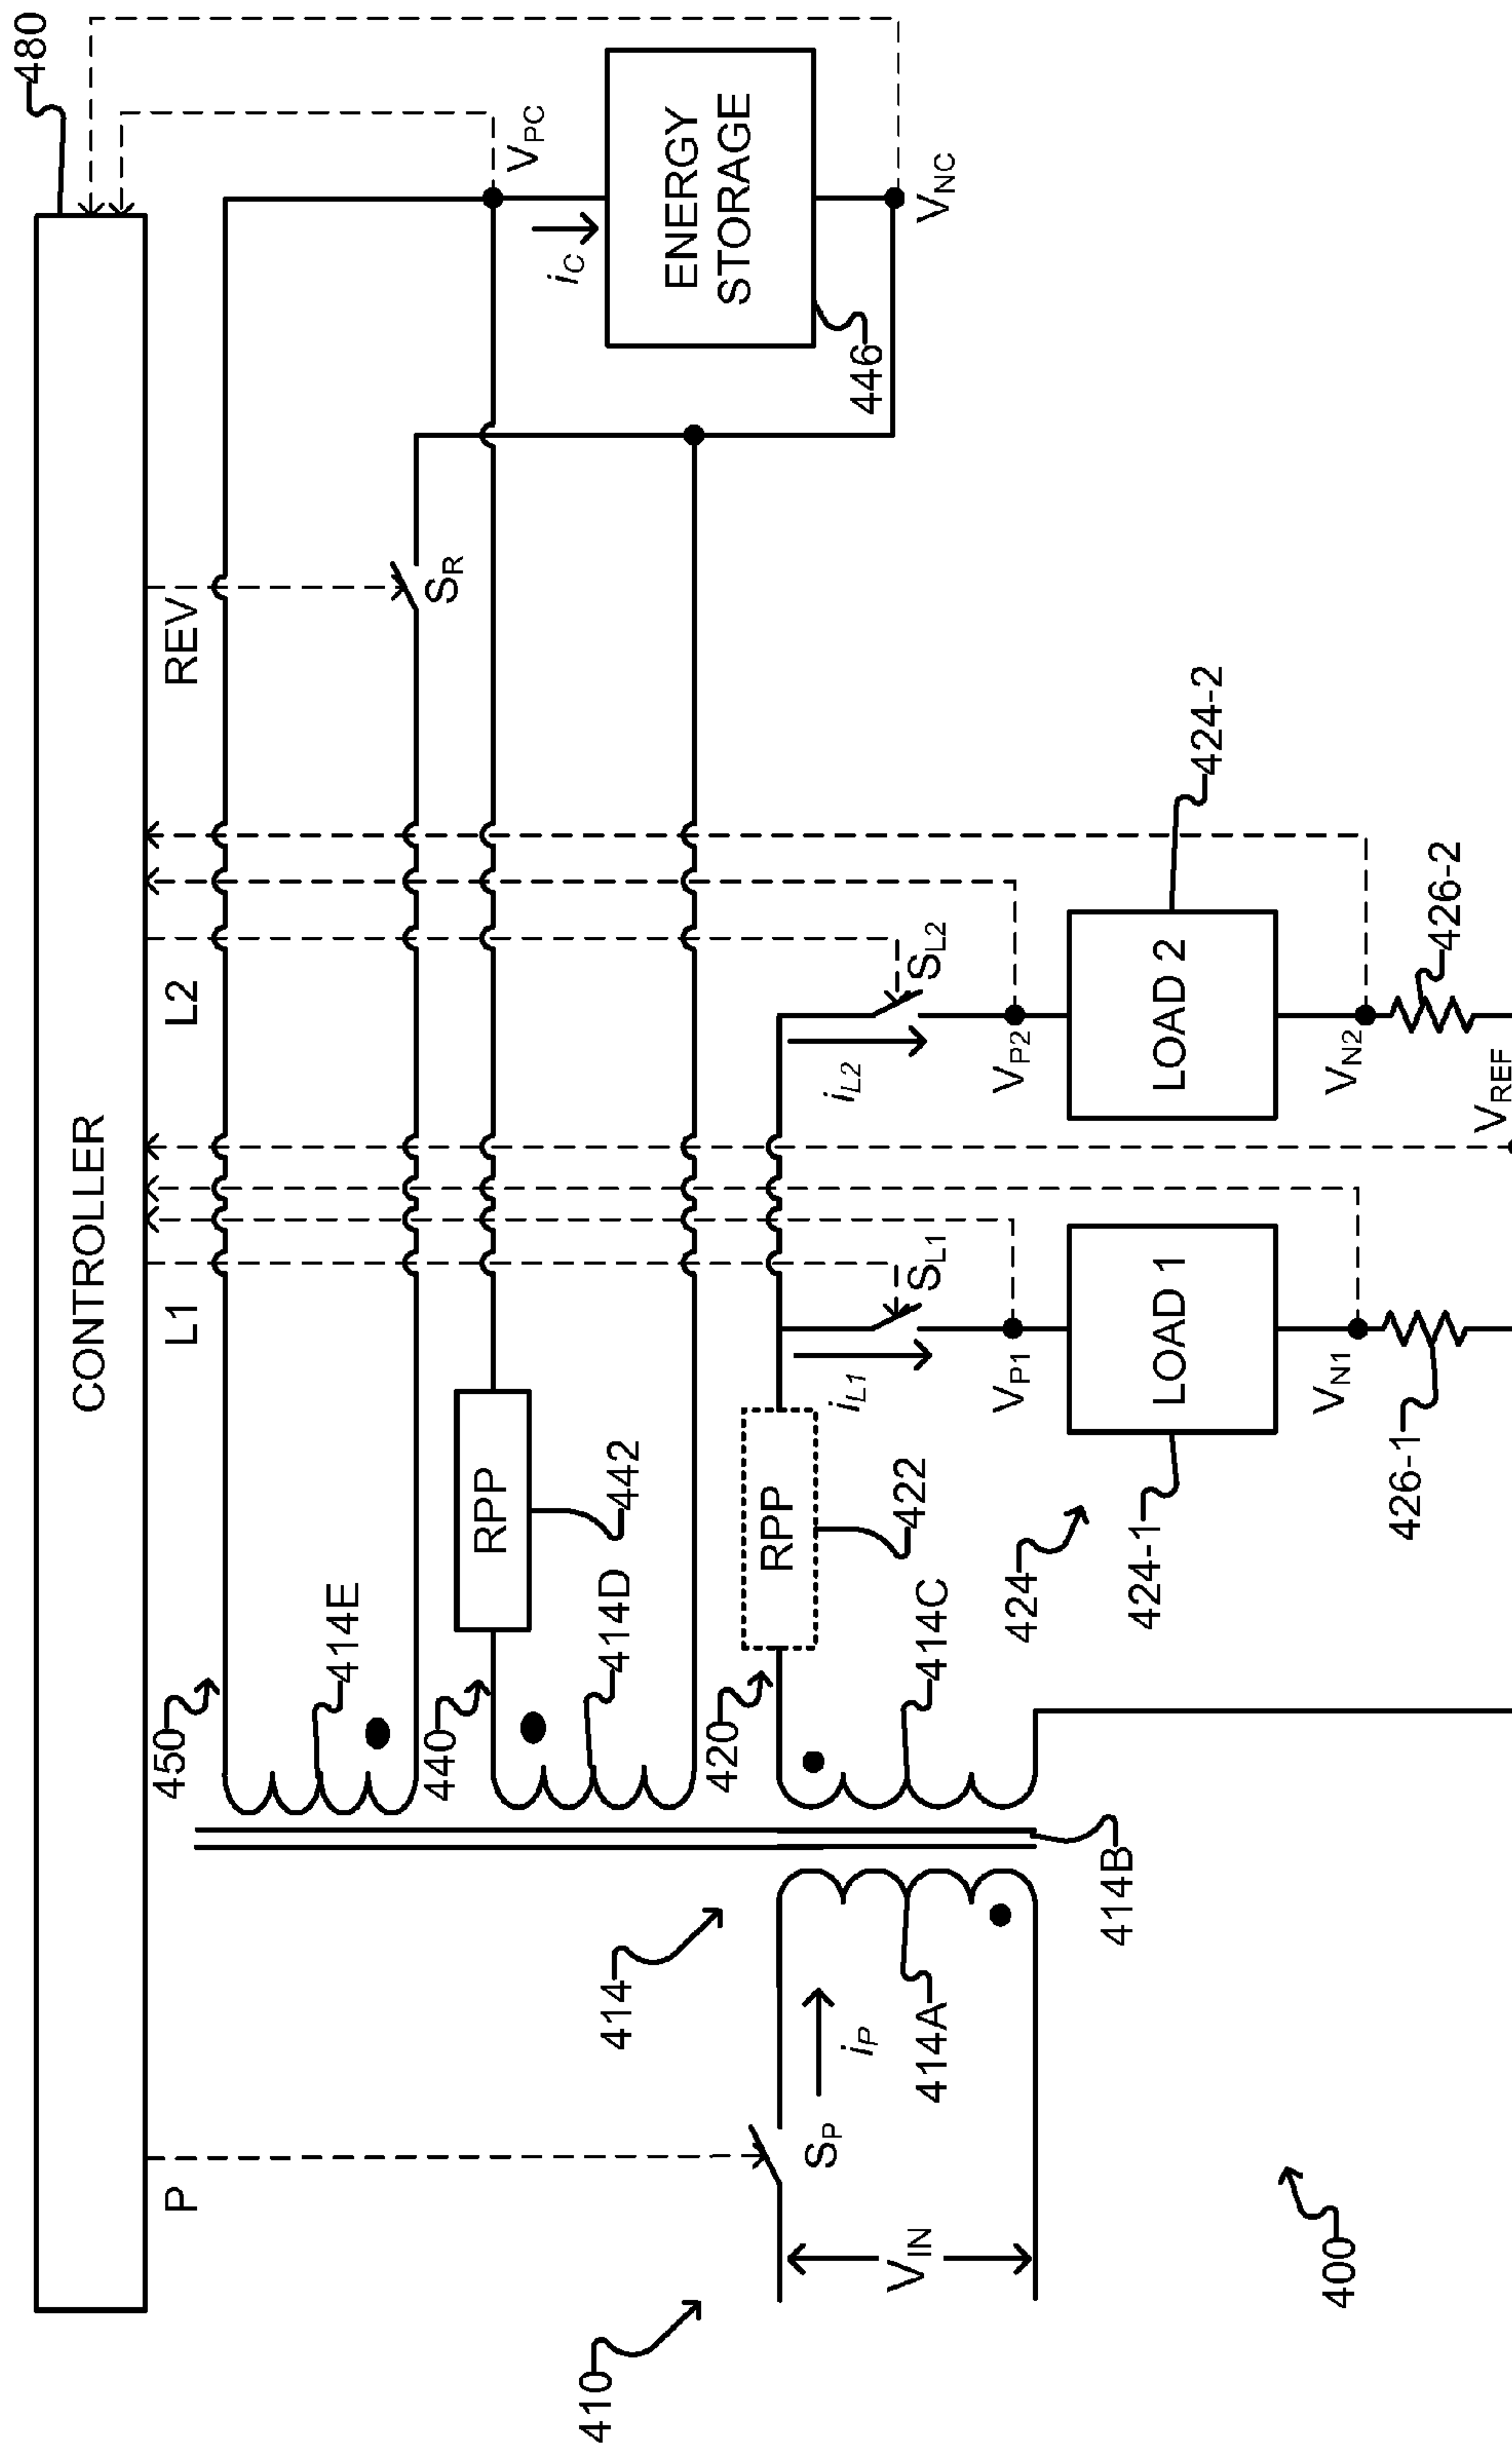 CONTROLLER
480
P
L1
L2
REV
450
414E
S_R
V_PC
i_C
ENERGY
STORAGE
446
V_NC
440
RPP
442
414D
420
RPP
422
414C
410
V_IN
S_P
i_P
414
414A
414B
i_L1
S_L1
i_L2
S_L2
V_P1
V_P2
424
424-1
LOAD 1
LOAD 2
424-2
V_N1
V_N2
426-1
426-2
V_REF
400